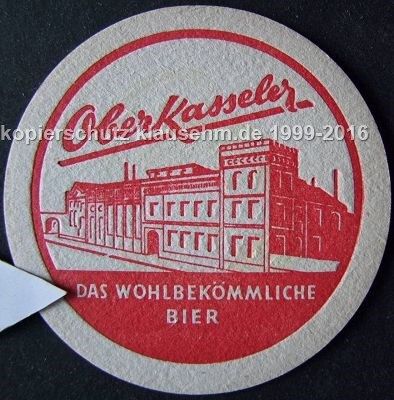 OberKasseler
kopierschutz klausehm.de 1999-2016
DAS WOHLBEKÖMMLICHE
BIER